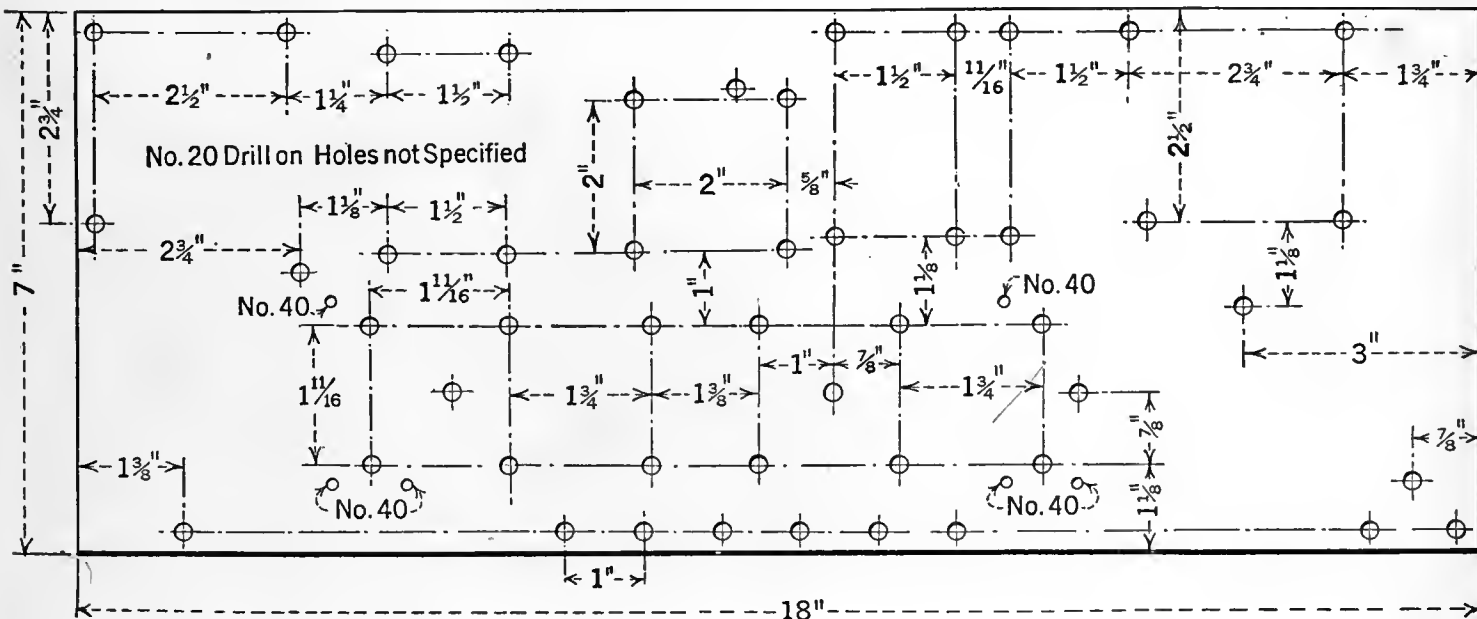 1½" 11/16" 1½" 2¾" 1¾"
2½" 1¼" 1½"
2¾"
2½"
No. 20 Drill on Holes not Specified
2" 2" ⅝"
1⅛" 1½"
2¾"
1⅛"
7"
1 11/16" 1" 1⅛"
No. 40 No. 40
3"
1" ⅞"
1 11/16 1¾" 1⅜" 1¾"
⅞" ⅞"
1⅜"
No. 40 No. 40 1⅛"
1"
18"